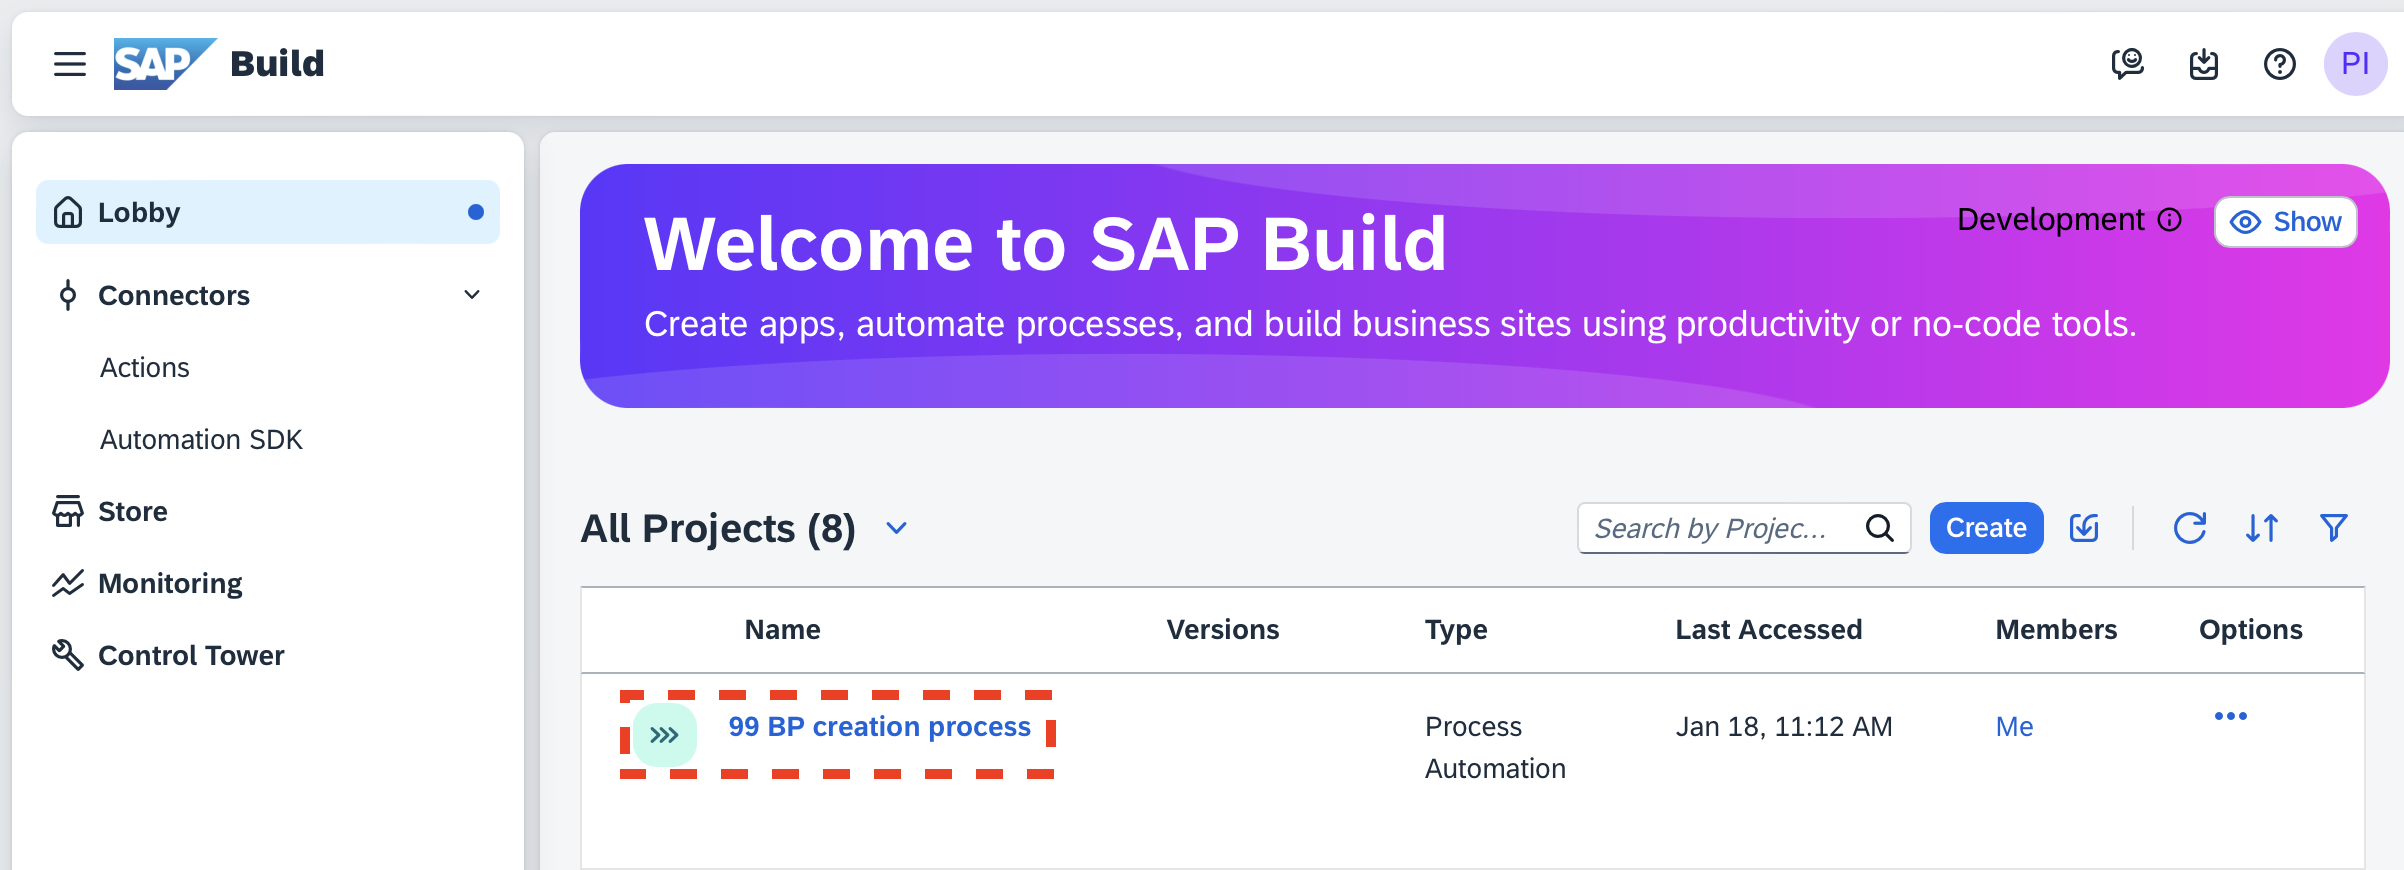 SAP Build
PI
Lobby
Connectors
Actions
Automation SDK
Store
Monitoring
Control Tower
Welcome to SAP Build
Development
Show
Create apps, automate processes, and build business sites using productivity or no-code tools.
All Projects (8)
Search by Projec...
Create
Name Versions Type Last Accessed Members Options
99 BP creation process Process Jan 18, 11:12 AM Me
Automation